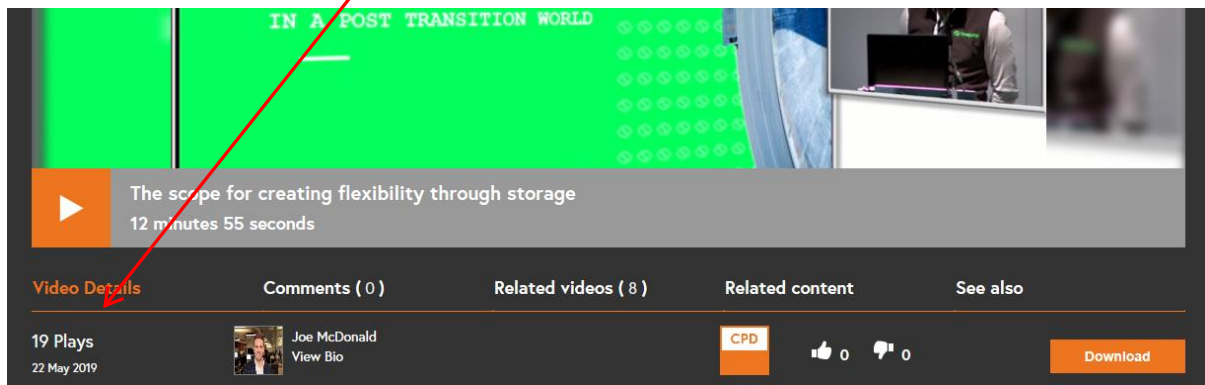 IN A POST TRANSITION WORLD
The scope for creating flexibility through storage
12 minutes 55 seconds
Video Details
Comments ( 0 )
Related videos ( 8 )
Related content
See also
19 Plays
22 May 2019
Joe McDonald
View Bio
CPD
0
0
Download